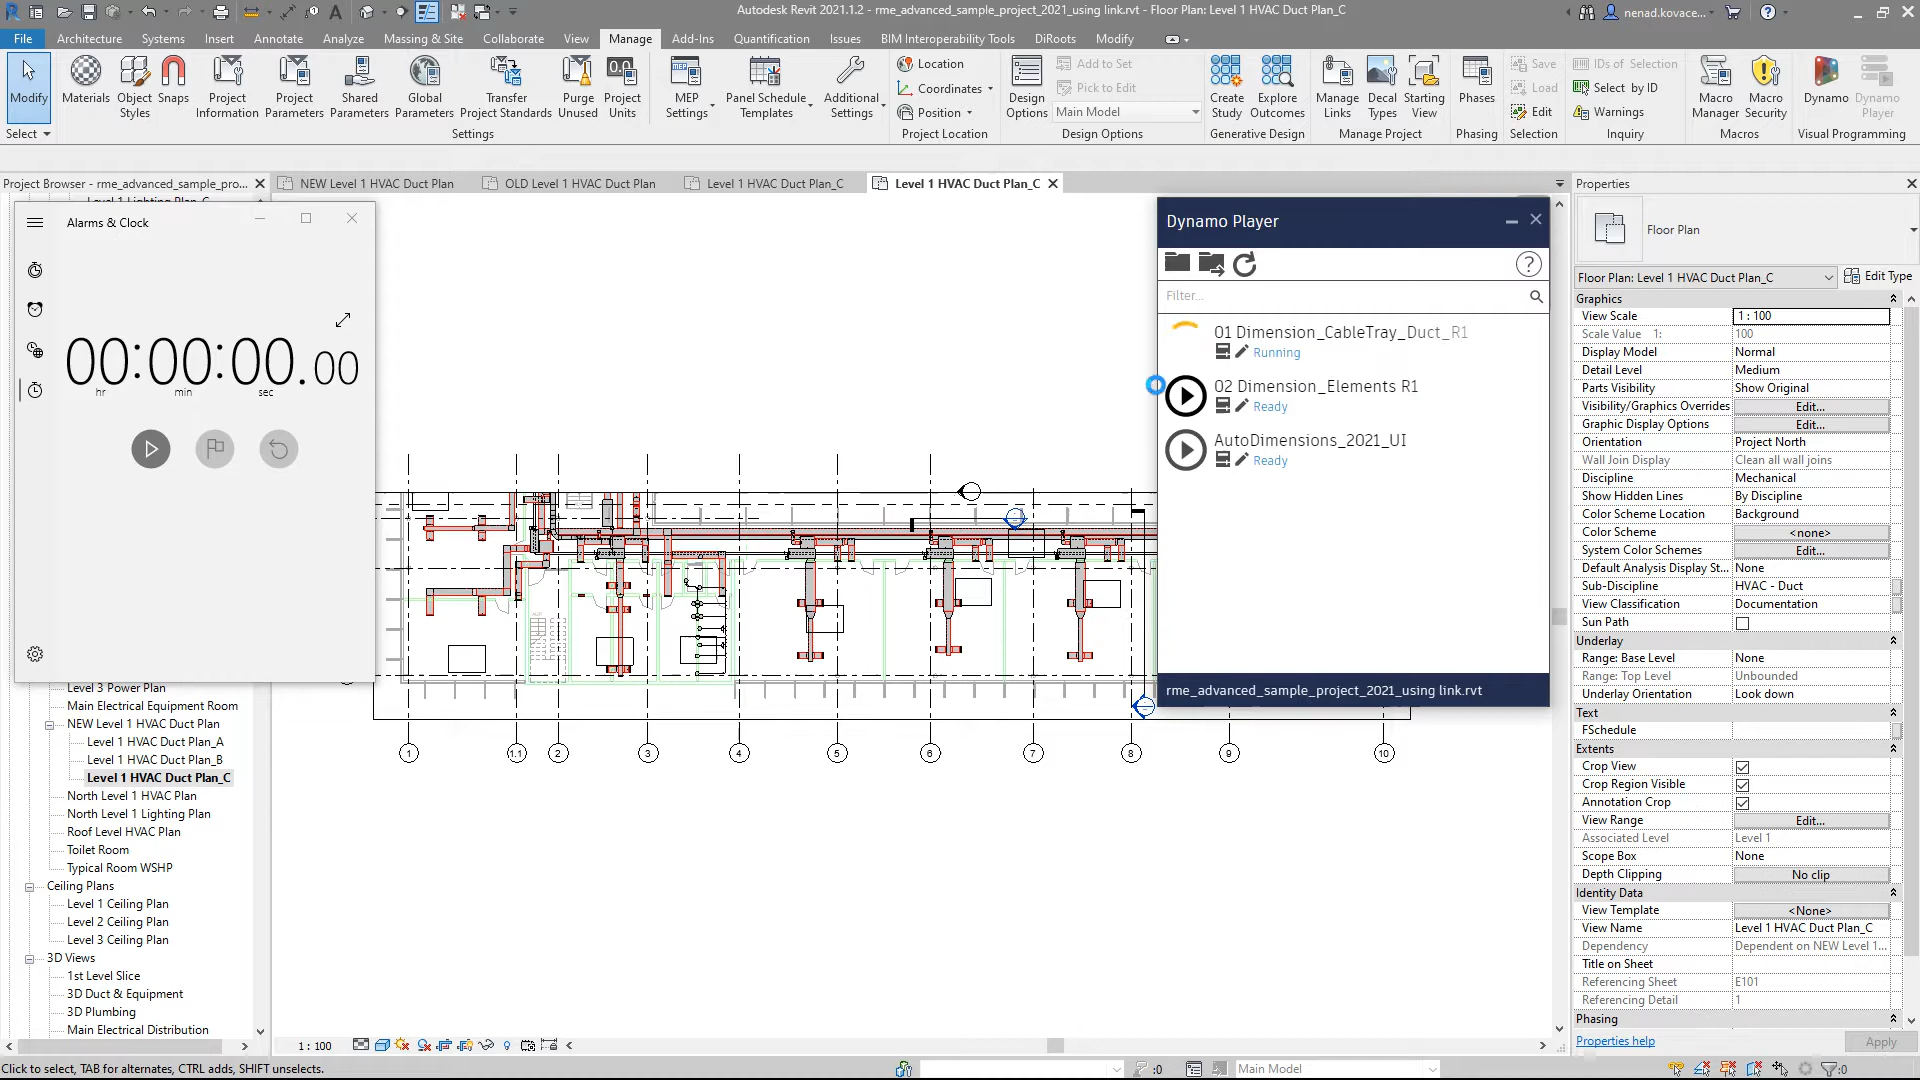 Autodesk Revit 2021.1.2 - rme_advanced_sample_project_2021_using link.rvt - Floor Plan: Level 1 HVAC Duct Plan_C
nenad.kovace...
File Architecture Systems Insert Annotate Analyze Massing & Site Collaborate View Manage Add-Ins Quantification Issues BIM Interoperability Tools DiRoots Modify
Modify
Materials
Object Styles
Snaps
Project Information
Project Parameters
Shared Parameters
Global Parameters
Transfer Project Standards
Purge Unused
Project Units
MEP Settings
Panel Schedule Templates
Additional Settings
Location
Coordinates
Position
Design Options
Add to Set
Pick to Edit
Main Model
Create Study
Explore Outcomes
Manage Links
Decal Types
Starting View
Phases
Save
Load
Edit
IDs of Selection
Select by ID
Warnings
Macro Manager
Macro Security
Dynamo
Dynamo Player
Select
Settings
Project Location
Design Options
Generative Design
Manage Project
Phasing
Selection
Inquiry
Macros
Visual Programming
Project Browser - rme_advanced_sample_pro...
NEW Level 1 HVAC Duct Plan
OLD Level 1 HVAC Duct Plan
Level 1 HVAC Duct Plan_C
Level 1 HVAC Duct Plan_C
Alarms & Clock
00:00:00.00
hr min sec
Level 3 Power Plan
Main Electrical Equipment Room
NEW Level 1 HVAC Duct Plan
Level 1 HVAC Duct Plan_A
Level 1 HVAC Duct Plan_B
Level 1 HVAC Duct Plan_C
North Level 1 HVAC Plan
North Level 1 Lighting Plan
Roof Level HVAC Plan
Toilet Room
Typical Room WSHP
Ceiling Plans
Level 1 Ceiling Plan
Level 2 Ceiling Plan
Level 3 Ceiling Plan
3D Views
1st Level Slice
3D Duct & Equipment
3D Plumbing
Main Electrical Distribution
1 1.1 2 3 4 5 6 7 8 9 10
Dynamo Player
?
Filter...
01 Dimension_CableTray_Duct_R1
Running
02 Dimension_Elements R1
Ready
AutoDimensions_2021_UI
Ready
rme_advanced_sample_project_2021_using link.rvt
Properties
Floor Plan
Floor Plan: Level 1 HVAC Duct Plan_C Edit Type
Graphics
View Scale 1 : 100
Scale Value 1: 100
Display Model Normal
Detail Level Medium
Parts Visibility Show Original
Visibility/Graphics Overrides Edit...
Graphic Display Options Edit...
Orientation Project North
Wall Join Display Clean all wall joins
Discipline Mechanical
Show Hidden Lines By Discipline
Color Scheme Location Background
Color Scheme <none>
System Color Schemes Edit...
Default Analysis Display St... None
Sub-Discipline HVAC - Duct
View Classification Documentation
Sun Path
Underlay
Range: Base Level None
Range: Top Level Unbounded
Underlay Orientation Look down
Text
FSchedule
Extents
Crop View
Crop Region Visible
Annotation Crop
View Range Edit...
Associated Level Level 1
Scope Box None
Depth Clipping No clip
Identity Data
View Template <None>
View Name Level 1 HVAC Duct Plan_C
Dependency Dependent on NEW Level 1...
Title on Sheet
Referencing Sheet E101
Referencing Detail 1
Phasing
Properties help Apply
1 : 100
Click to select, TAB for alternates, CTRL adds, SHIFT unselects.
:0
Main Model
:0